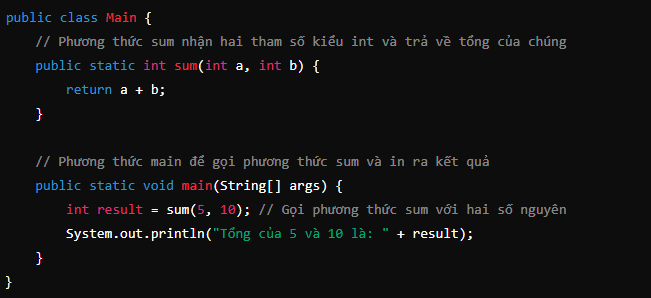 public class Main {
// Phương thức sum nhận hai tham số kiểu int và trả về tổng của chúng
public static int sum(int a, int b) {
return a + b;
}
// Phương thức main để gọi phương thức sum và in ra kết quả
public static void main(String[] args) {
int result = sum(5, 10); // Gọi phương thức sum với hai số nguyên
System.out.println("Tổng của 5 và 10 là: " + result);
}
}